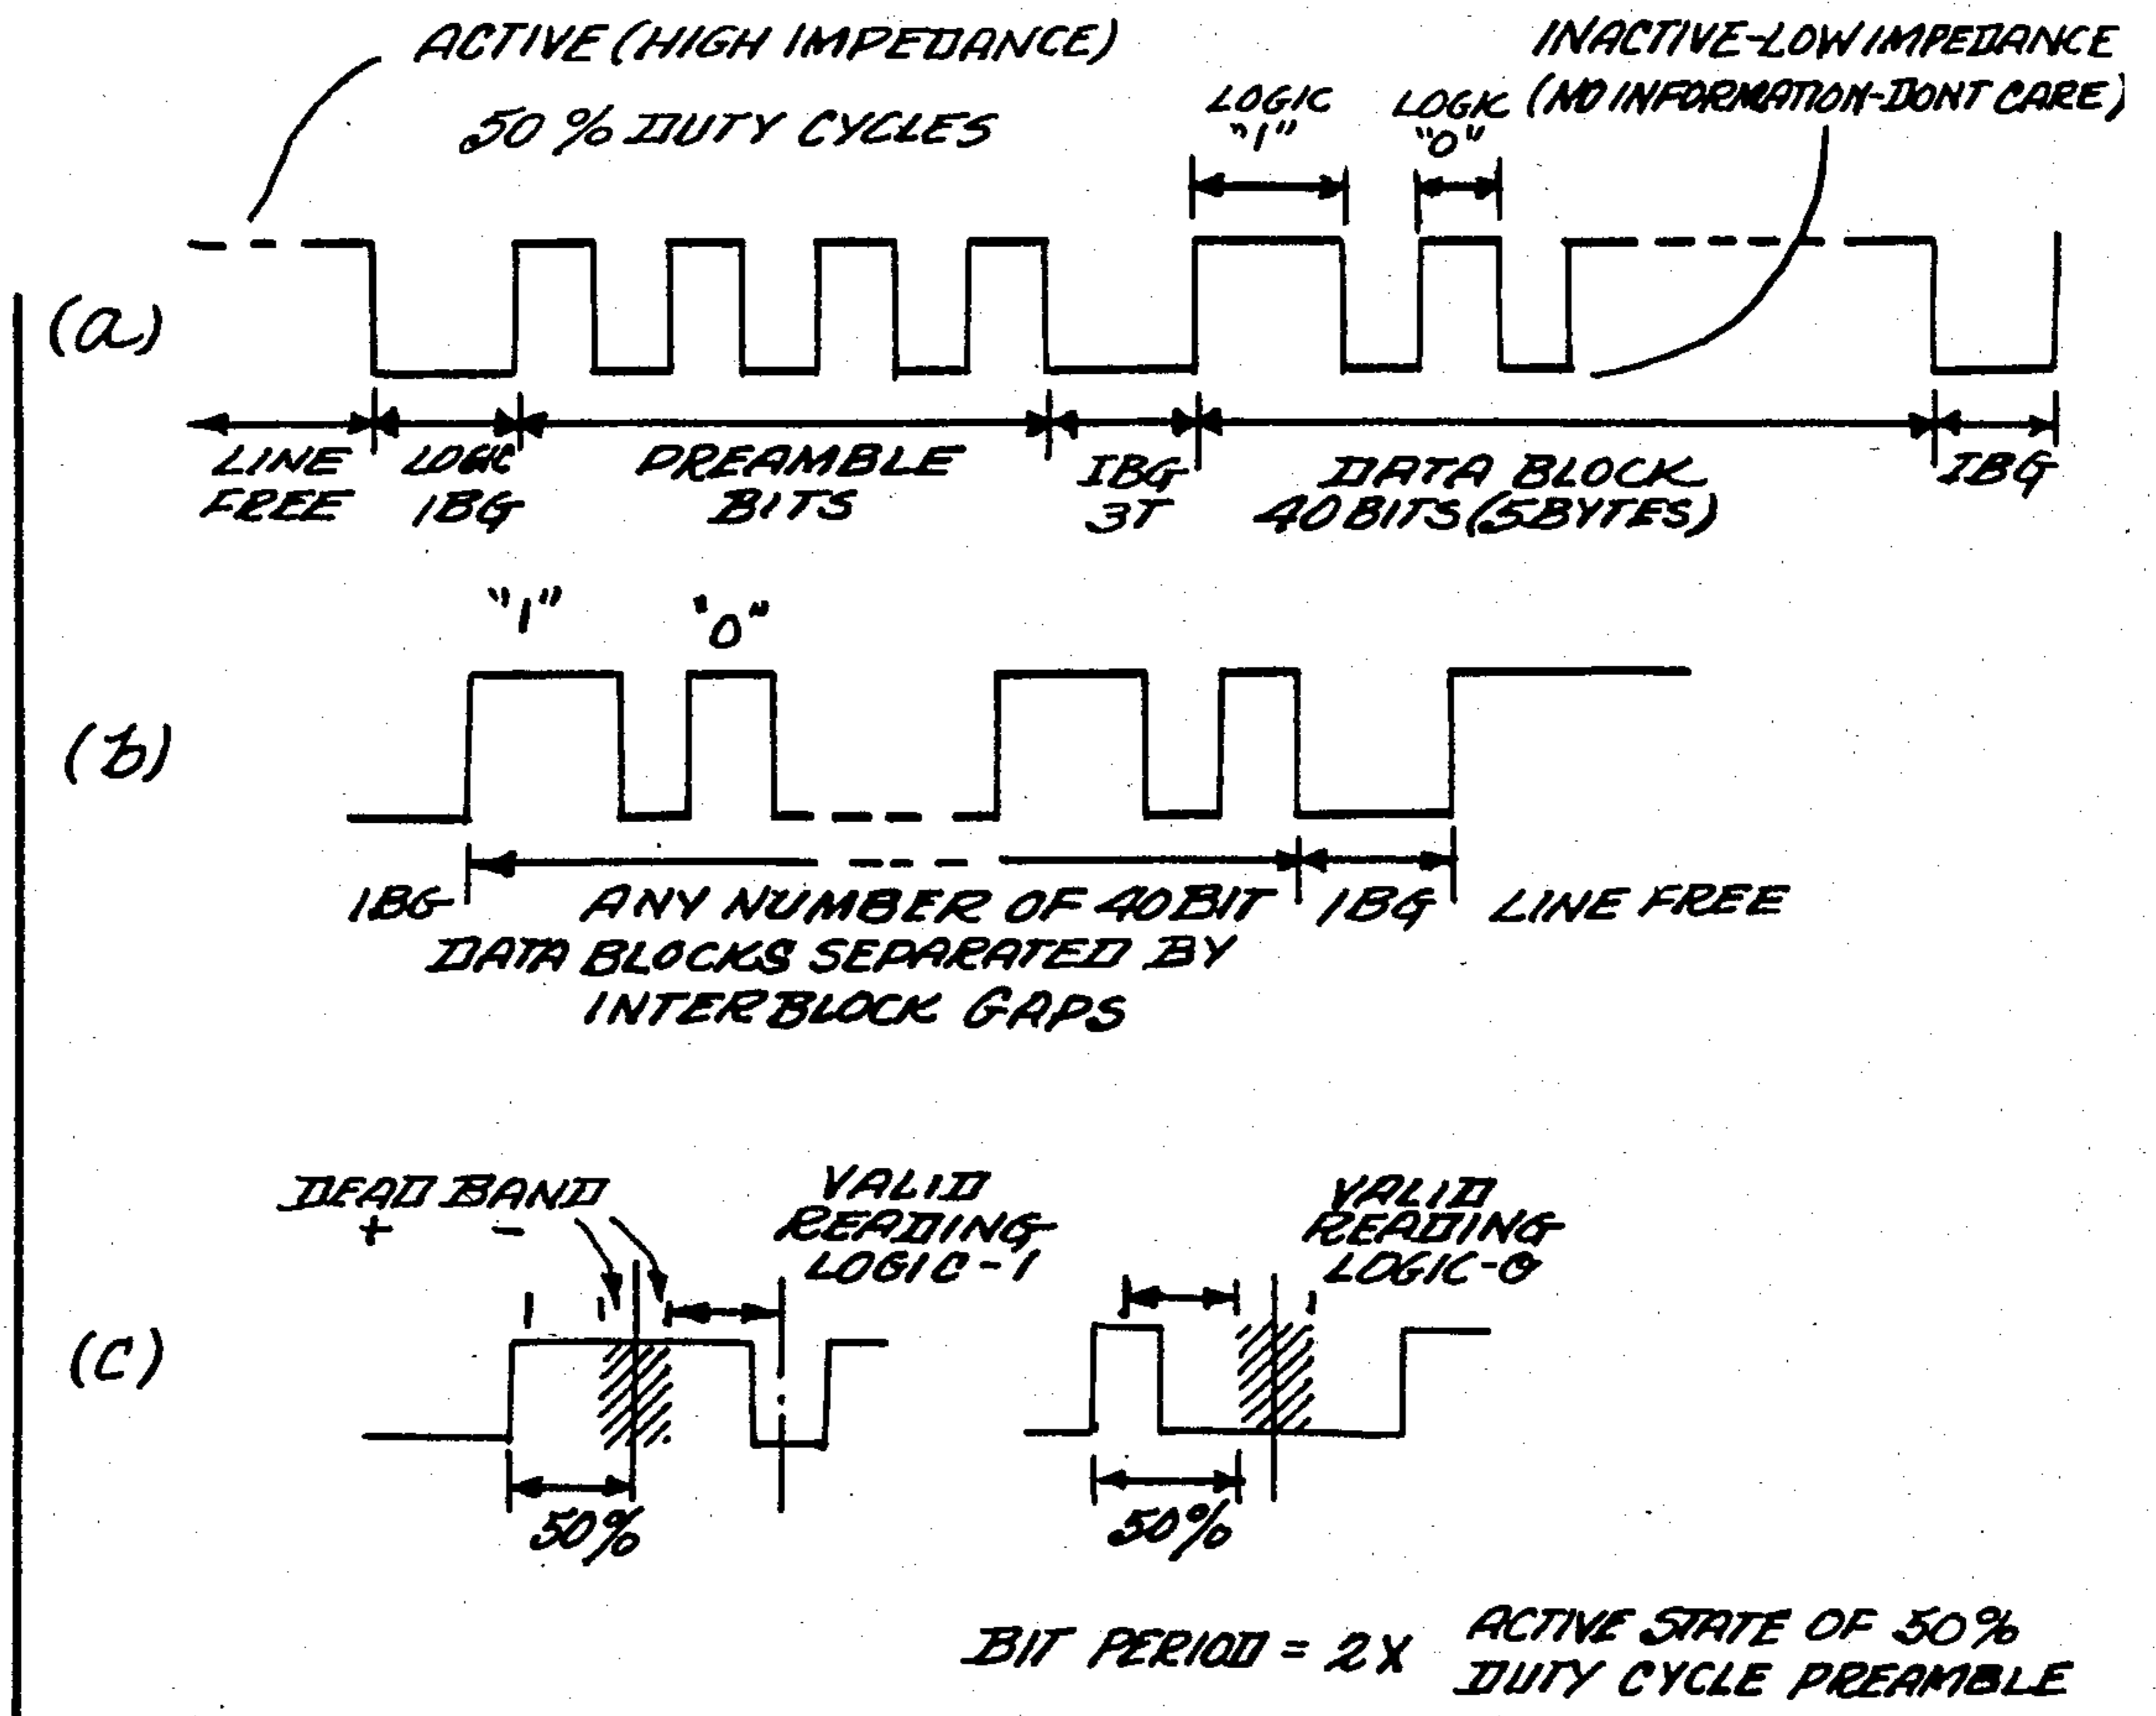 ACTIVE (HIGH IMPEDANCE)
50% DUTY CYCLES
INACTIVE-LOW IMPEDANCE
(NO INFORMATION-DONT CARE)
LOGIC
"1"
LOGIC
"0"
(a)
LINE
FREE
LOGIC
IBG
PREAMBLE
BITS
IBG
3T
DATA BLOCK
40 BITS (5 BYTES)
IBG
(b)
"1"
"0"
IBG
ANY NUMBER OF 40 BIT
DATA BLOCKS SEPARATED BY
INTERBLOCK GAPS
IBG
LINE FREE
(c)
DEAD BAND
+ -
VALID
READING
LOGIC-1
50%
VALID
READING
LOGIC-0
50%
BIT PERIOD = 2X
ACTIVE STATE OF 50%
DUTY CYCLE PREAMBLE